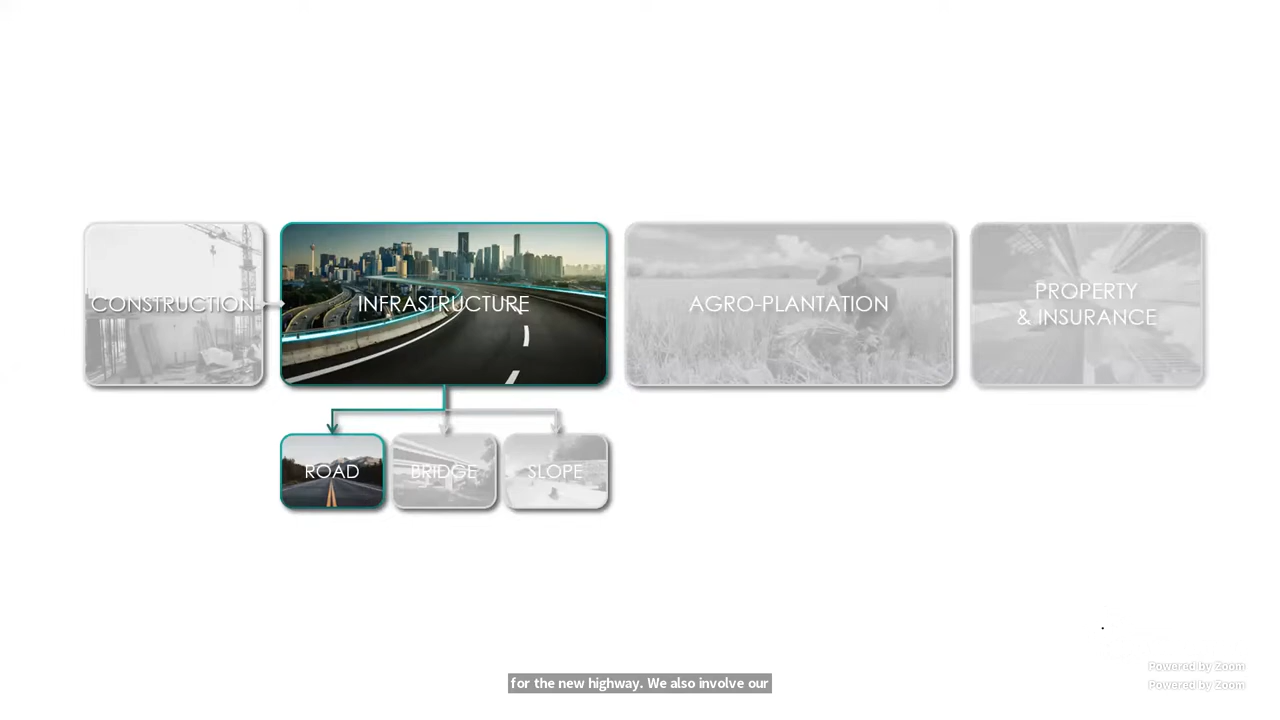 CONSTRUCTION
INFRASTRUCTURE
AGRO-PLANTATION
PROPERTY
& INSURANCE
ROAD
BRIDGE
SLOPE
Powered by Zoom
Powered by Zoom
for the new highway. We also involve our